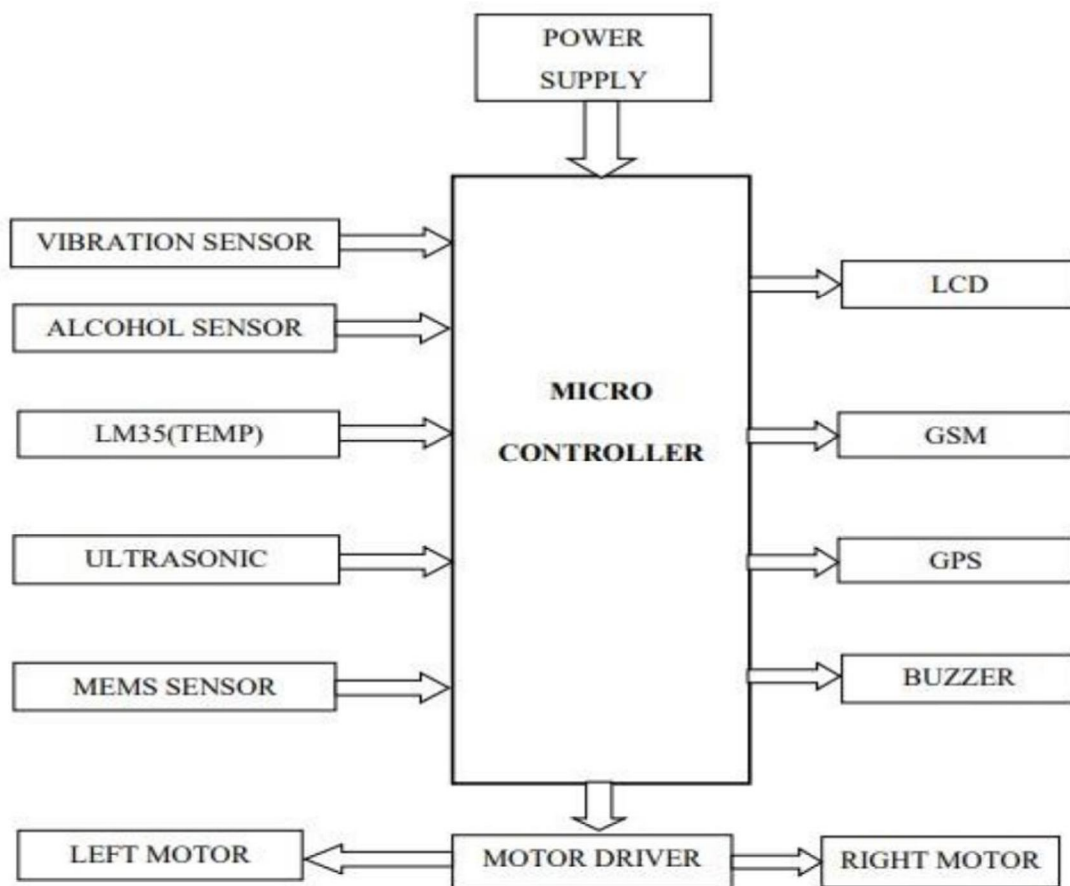 POWER
SUPPLY
VIBRATION SENSOR
LCD
ALCOHOL SENSOR
MICRO
CONTROLLER
LM35(TEMP)
GSM
ULTRASONIC
GPS
MEMS SENSOR
BUZZER
LEFT MOTOR
MOTOR DRIVER
RIGHT MOTOR